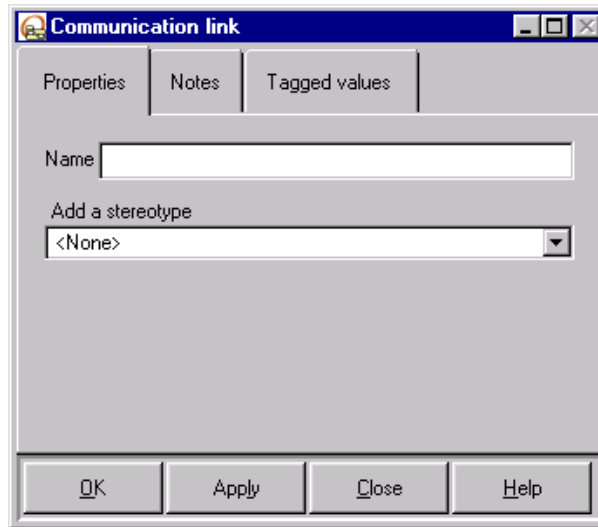 Communication link
Properties Notes Tagged values
Name
Add a stereotype
<None>
OK Apply Close Help